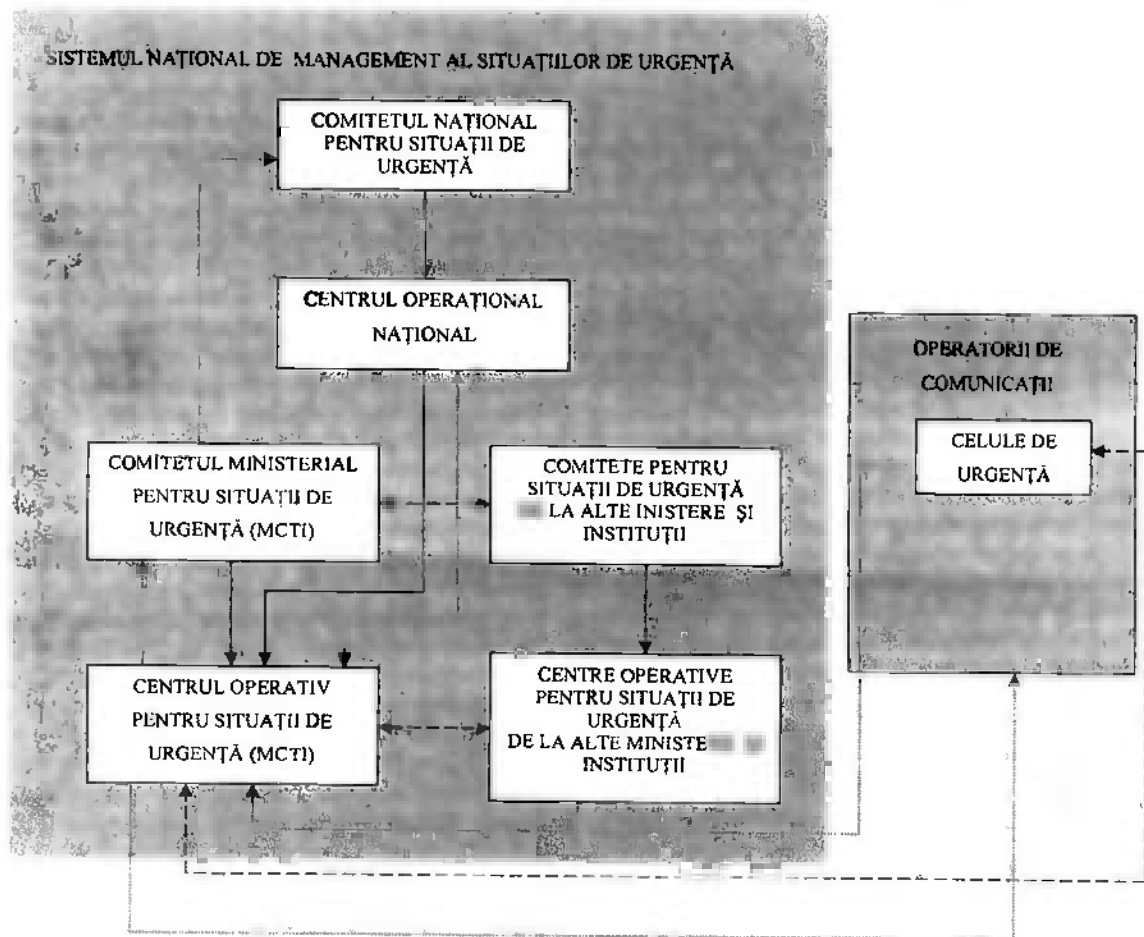 SISTEMUL NAȚIONAL DE MANAGEMENT AL SITUAȚIILOR DE URGENȚĂ
COMITETUL NAȚIONAL
PENTRU SITUAȚII DE
URGENȚĂ
CENTRUL OPERAȚIONAL
NAȚIONAL
OPERATORII DE
COMUNICAȚII
CELULE DE
URGENȚĂ
COMITETUL MINISTERIAL
PENTRU SITUAȚII DE
URGENȚĂ (MCTI)
COMITETE PENTRU
SITUAȚII DE URGENȚĂ
LA ALTE INISTERE ȘI
INSTITUȚII
CENTRUL OPERATIV
PENTRU SITUAȚII DE
URGENȚĂ (MCTI)
CENTRE OPERATIVE
PENTRU SITUAȚII DE
URGENȚĂ
DE LA ALTE
INSTITUȚII